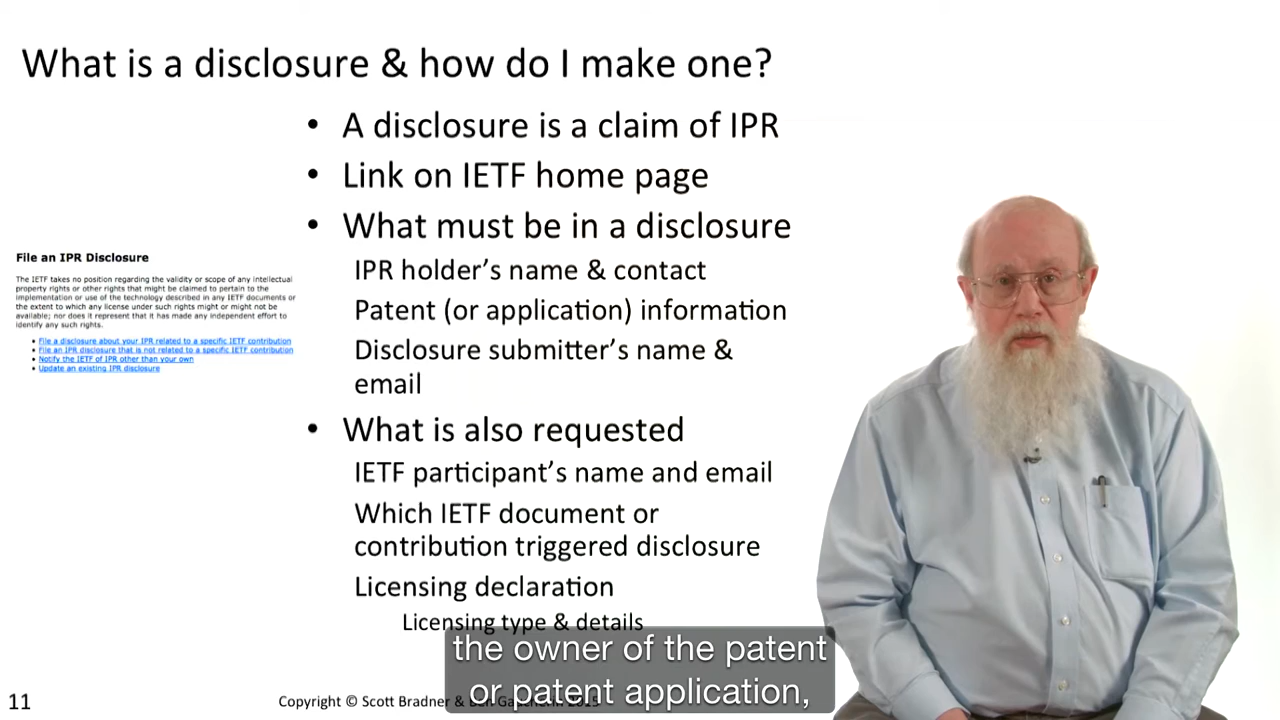 What is a disclosure & how do I make one?
• A disclosure is a claim of IPR
• Link on IETF home page
• What must be in a disclosure
IPR holder’s name & contact
Patent (or application) information
Disclosure submitter’s name &
email
• What is also requested
IETF participant’s name and email
Which IETF document or
contribution triggered disclosure
Licensing declaration
Licensing type & details
File an IPR Disclosure
The IETF takes no position regarding the validity or scope of any intellectual
property rights or other rights that might be claimed to pertain to the
implementation or use of the technology described in any IETF documents or
the extent to which any license under such rights might or might not be
available; nor does it represent that it has made any independent effort to
identify any such rights.
• File a disclosure about your IPR related to a specific IETF contribution
• File an IPR disclosure that is not related to a specific IETF contribution
• Notify the IETF of IPR other than your own
• Update an existing IPR disclosure
the owner of the patent
or patent application,
11
Copyright © Scott Bradner &